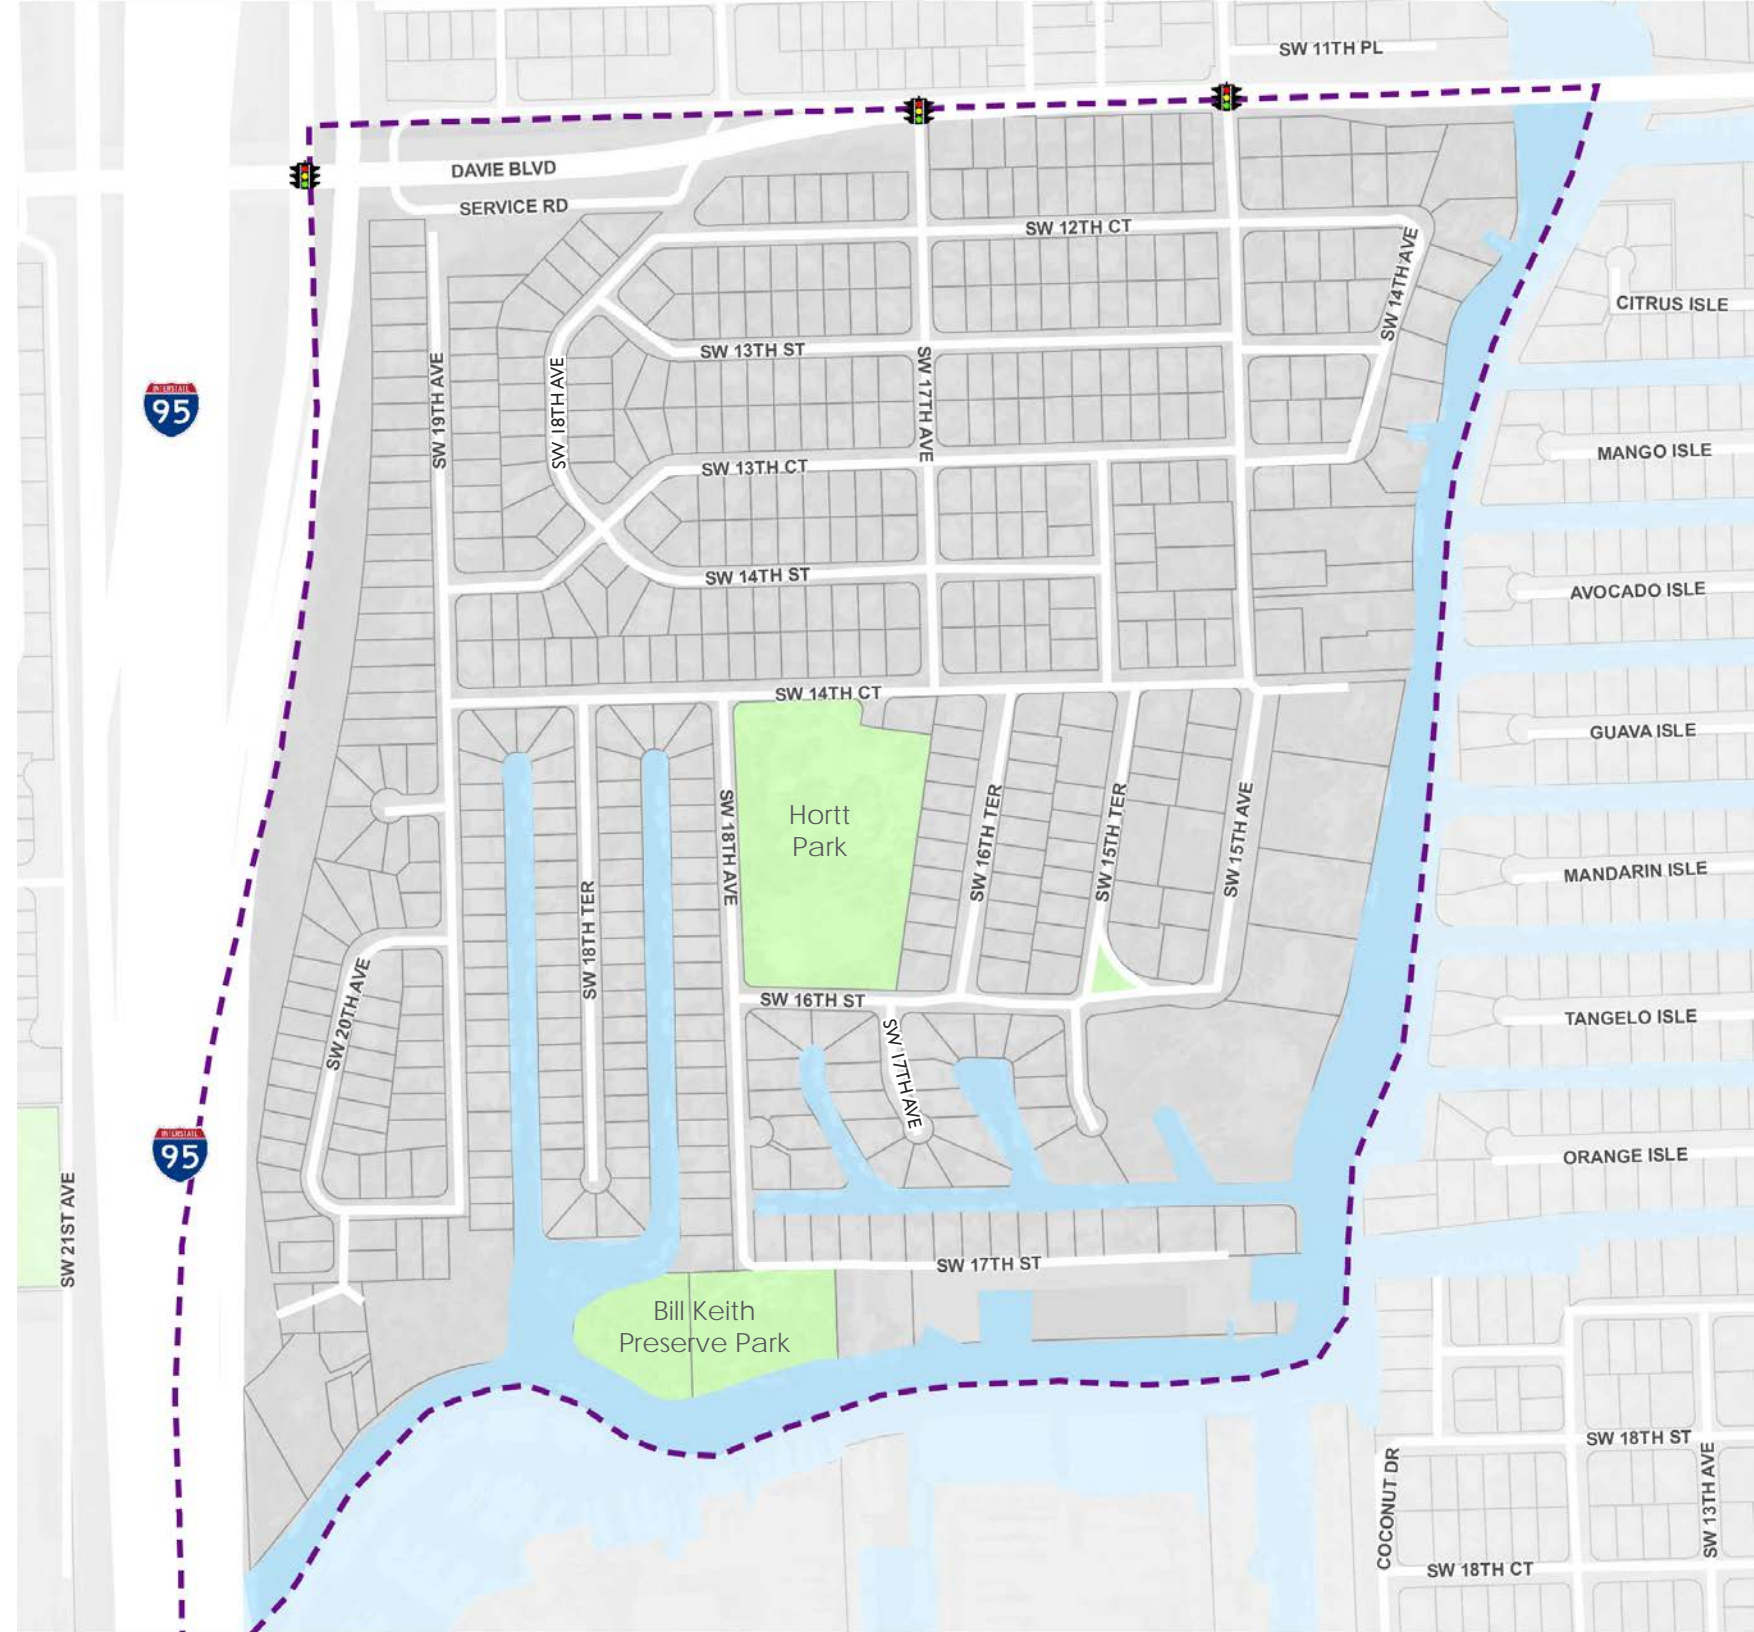 SW 11TH PL
DAVIE BLVD
SERVICE RD
SW 12TH CT
SW 14TH AVE
CITRUS ISLE
SW 13TH ST
SW 19TH AVE
SW 18TH AVE
SW 17TH AVE
INTERSTATE
95
MANGO ISLE
SW 13TH CT
SW 14TH ST
AVOCADO ISLE
SW 14TH CT
GUAVA ISLE
Hortt
Park
SW 18TH AVE
SW 16TH TER
SW 15TH TER
SW 15TH AVE
MANDARIN ISLE
SW 18TH TER
SW 20TH AVE
SW 16TH ST
SW 17TH AVE
TANGELO ISLE
INTERSTATE
95
ORANGE ISLE
SW 21ST AVE
SW 17TH ST
Bill Keith
Preserve Park
SW 18TH ST
COCONUT DR
SW 13TH AVE
SW 18TH CT